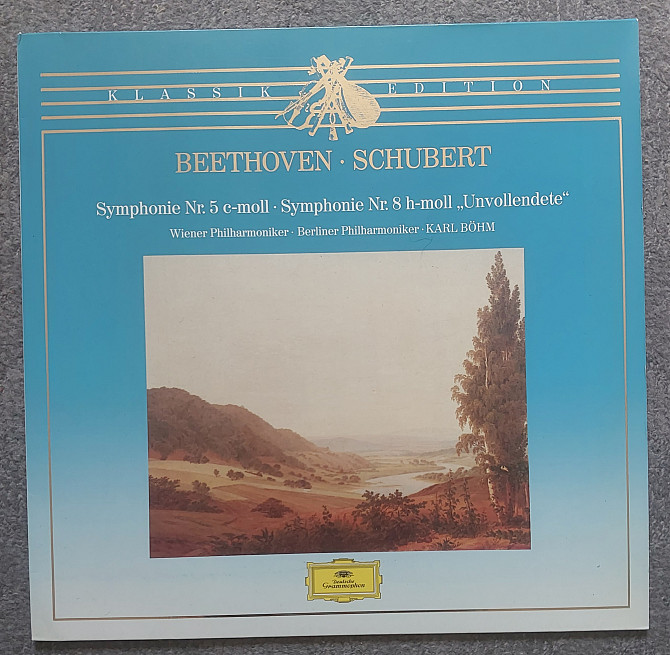 KLASSIK EDITION
BEETHOVEN · SCHUBERT
Symphonie Nr. 5 c-moll · Symphonie Nr. 8 h-moll „Unvollendete“
Wiener Philharmoniker · Berliner Philharmoniker · KARL BÖHM
Deutsche
Grammophon